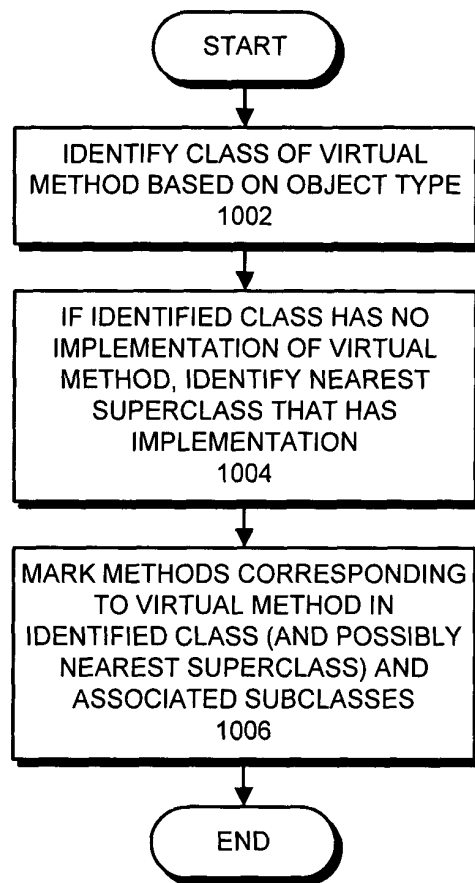 START
IDENTIFY CLASS OF VIRTUAL
METHOD BASED ON OBJECT TYPE
1002
IF IDENTIFIED CLASS HAS NO
IMPLEMENTATION OF VIRTUAL
METHOD, IDENTIFY NEAREST
SUPERCLASS THAT HAS
IMPLEMENTATION
1004
MARK METHODS CORRESPONDING
TO VIRTUAL METHOD IN
IDENTIFIED CLASS (AND POSSIBLY
NEAREST SUPERCLASS) AND
ASSOCIATED SUBCLASSES
1006
END